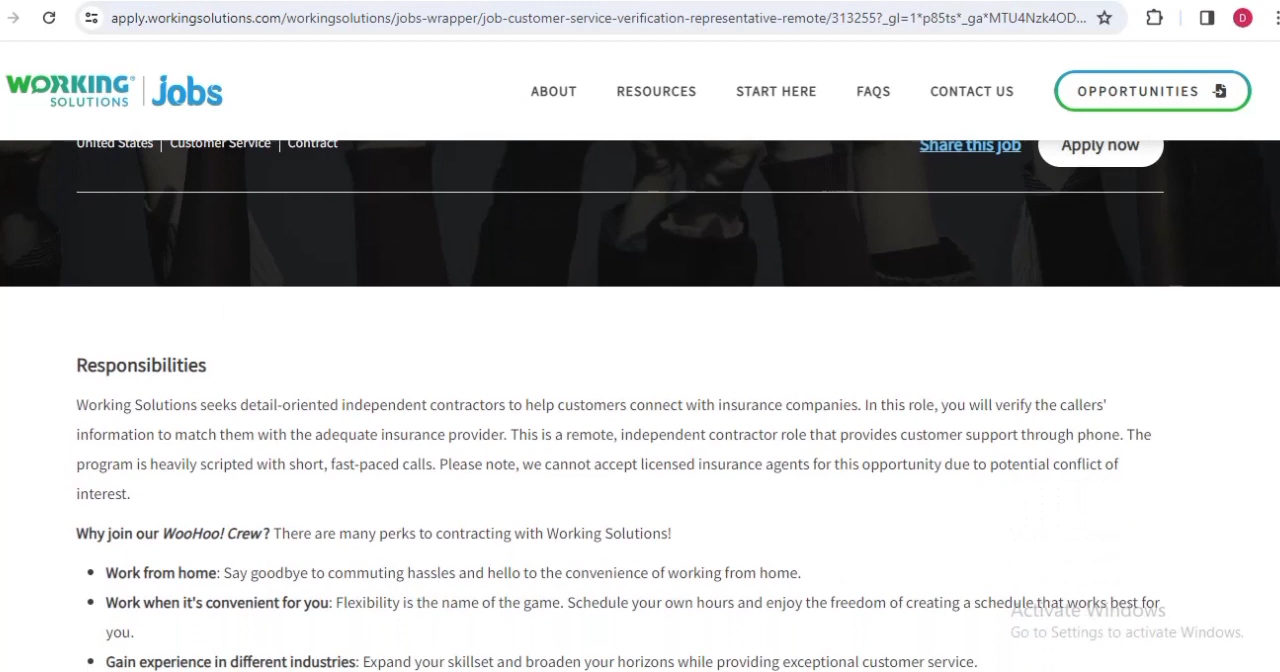 apply.workingsolutions.com/workingsolutions/jobs-wrapper/job-customer-service-verification-representative-remote/313255?_gl=1*p85ts*_ga*MTU4Nzk4OD...
D
WORKING SOLUTIONS | jobs
ABOUT RESOURCES START HERE FAQS CONTACT US OPPORTUNITIES
United States | Customer Service | Contract Share this job Apply now
Responsibilities
Working Solutions seeks detail-oriented independent contractors to help customers connect with insurance companies. In this role, you will verify the callers'
information to match them with the adequate insurance provider. This is a remote, independent contractor role that provides customer support through phone. The
program is heavily scripted with short, fast-paced calls. Please note, we cannot accept licensed insurance agents for this opportunity due to potential conflict of
interest.
Why join our WooHoo! Crew? There are many perks to contracting with Working Solutions!
• Work from home: Say goodbye to commuting hassles and hello to the convenience of working from home.
• Work when it's convenient for you: Flexibility is the name of the game. Schedule your own hours and enjoy the freedom of creating a schedule that works best for
you.
Activate Windows
Go to Settings to activate Windows.
• Gain experience in different industries: Expand your skillset and broaden your horizons while providing exceptional customer service.